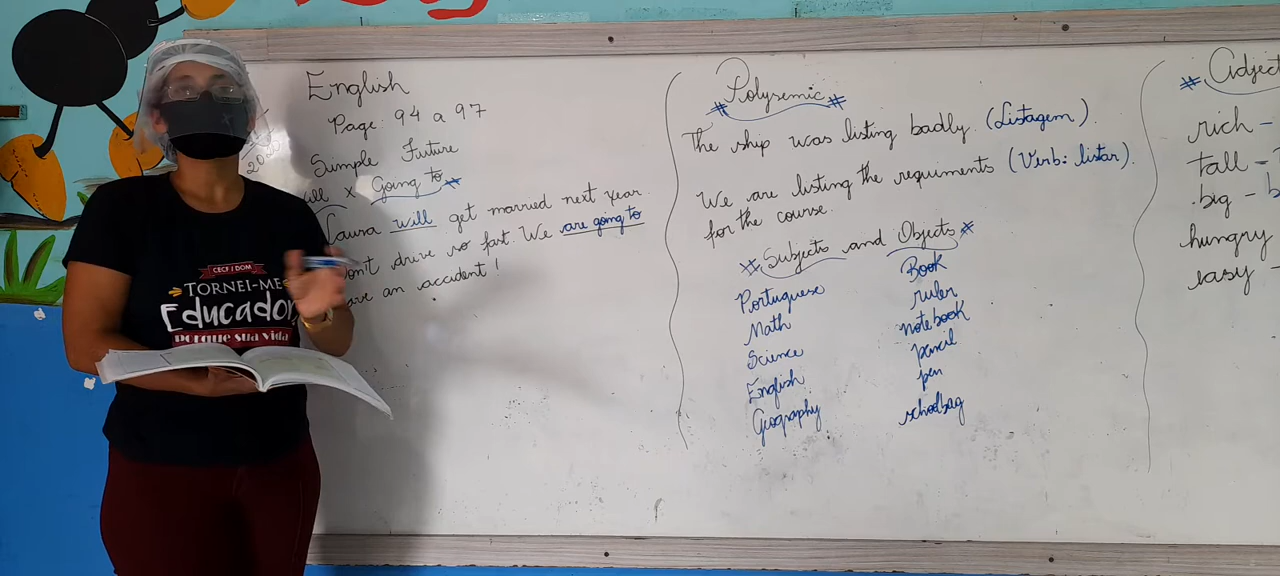 English
Page: 94 a 97
Simple Future
will x Going to *
Laura will get married next year.
Don't drive so fast. We are going to
have an accident!
2020
CECF / DOM
TORNEI-ME
Educador
porque sua vida
# Polysemic #
The ship was listing badly. (Listagem).
We are listing the requiments (Verb: listar).
for the course.
* Subjects and Objects *
Portuguese Book
Math ruler
Science notebook
English pencil
Geography pen
schoolbag
# Adject
rich -
tall -
big - b
hungry
easy -